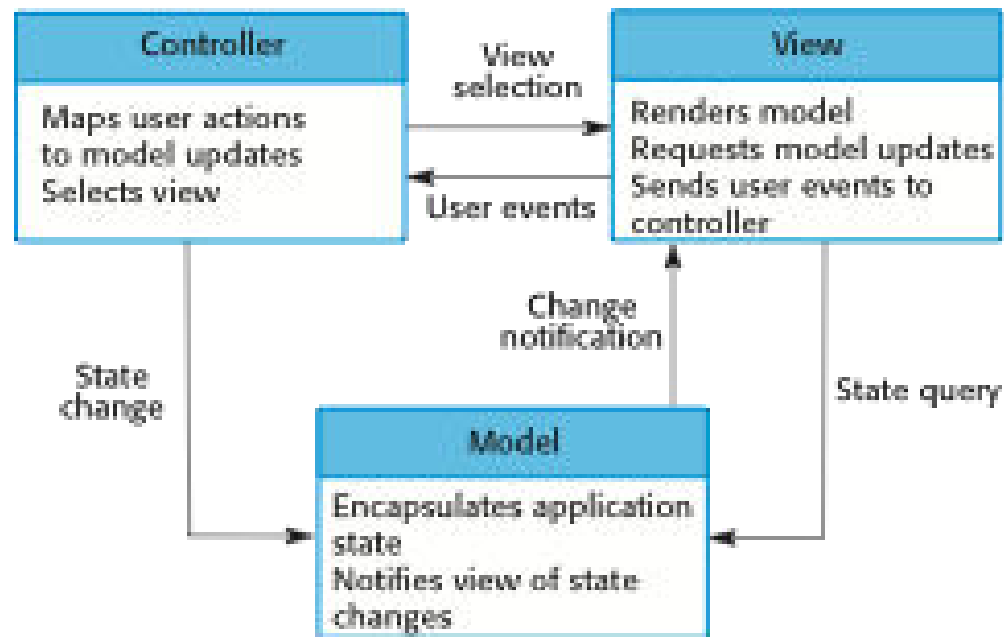 Controller
Maps user actions
to model updates
Selects view
View
selection
User events
View
Renders model
Requests model updates
Sends user events to
controller
State
change
Change
notification
State query
Model
Encapsulates application
state
Notifies view of state
changes